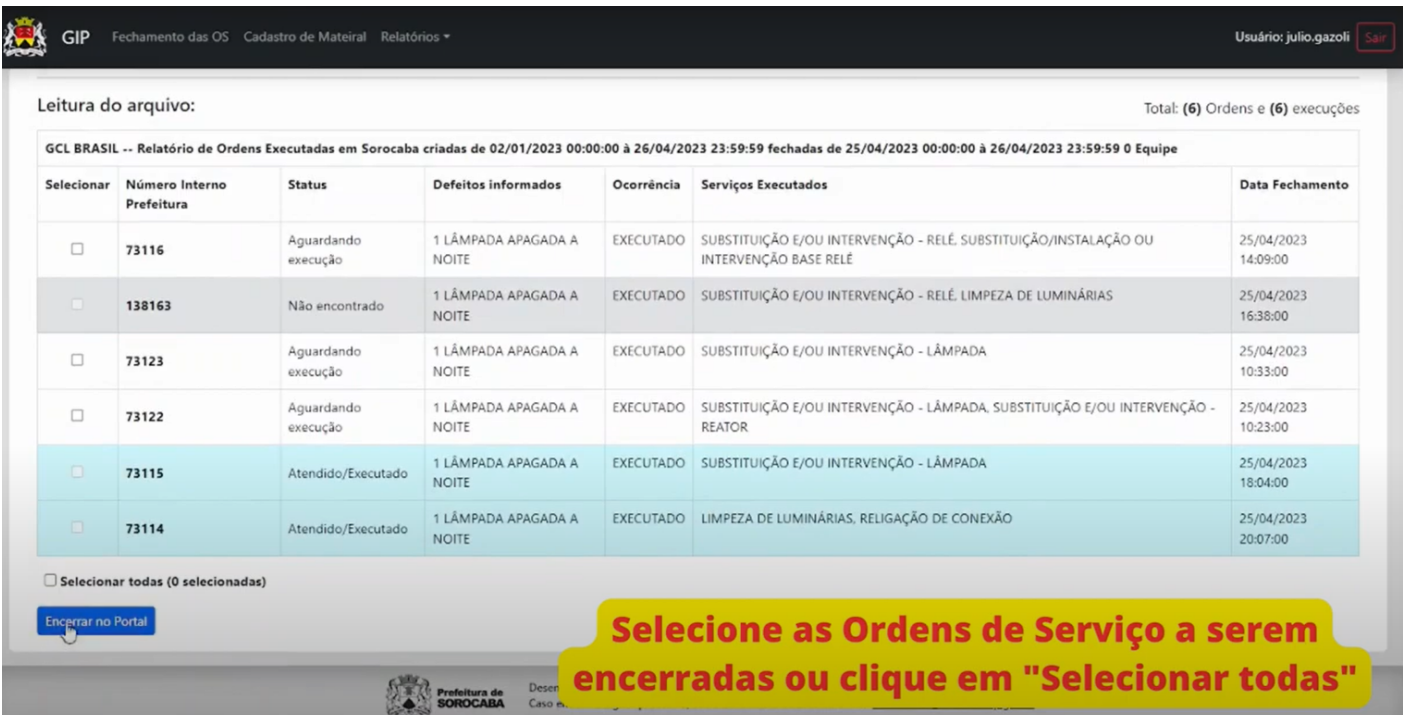 GIP Fechamento das OS Cadastro de Mateiral Relatórios Usuário: julio.gazoli Sair
Leitura do arquivo: Total: (6) Ordens e (6) execuções
GCL BRASIL -- Relatório de Ordens Executadas em Sorocaba criadas de 02/01/2023 00:00:00 à 26/04/2023 23:59:59 fechadas de 25/04/2023 00:00:00 à 26/04/2023 23:59:59 0 Equipe
Selecionar Número Interno Status Defeitos informados Ocorrência Serviços Executados Data Fechamento
Prefeitura
73116 Aguardando 1 LÂMPADA APAGADA A EXECUTADO SUBSTITUIÇÃO E/OU INTERVENÇÃO - RELÉ, SUBSTITUIÇÃO/INSTALAÇÃO OU 25/04/2023
execução NOITE INTERVENÇÃO BASE RELÉ 14:09:00
138163 Não encontrado 1 LÂMPADA APAGADA A EXECUTADO SUBSTITUIÇÃO E/OU INTERVENÇÃO - RELÉ, LIMPEZA DE LUMINÁRIAS 25/04/2023
NOITE 16:38:00
73123 Aguardando 1 LÂMPADA APAGADA A EXECUTADO SUBSTITUIÇÃO E/OU INTERVENÇÃO - LÂMPADA 25/04/2023
execução NOITE 10:33:00
73122 Aguardando 1 LÂMPADA APAGADA A EXECUTADO SUBSTITUIÇÃO E/OU INTERVENÇÃO - LÂMPADA, SUBSTITUIÇÃO E/OU INTERVENÇÃO - 25/04/2023
execução NOITE REATOR 10:23:00
73115 Atendido/Executado 1 LÂMPADA APAGADA A EXECUTADO SUBSTITUIÇÃO E/OU INTERVENÇÃO - LÂMPADA 25/04/2023
NOITE 18:04:00
73114 Atendido/Executado 1 LÂMPADA APAGADA A EXECUTADO LIMPEZA DE LUMINÁRIAS, RELIGAÇÃO DE CONEXÃO 25/04/2023
NOITE 20:07:00
Selecionar todas (0 selecionadas)
Encerrar no Portal
Selecione as Ordens de Serviço a serem
encerradas ou clique em "Selecionar todas"
Prefeitura de
SOROCABA Caso